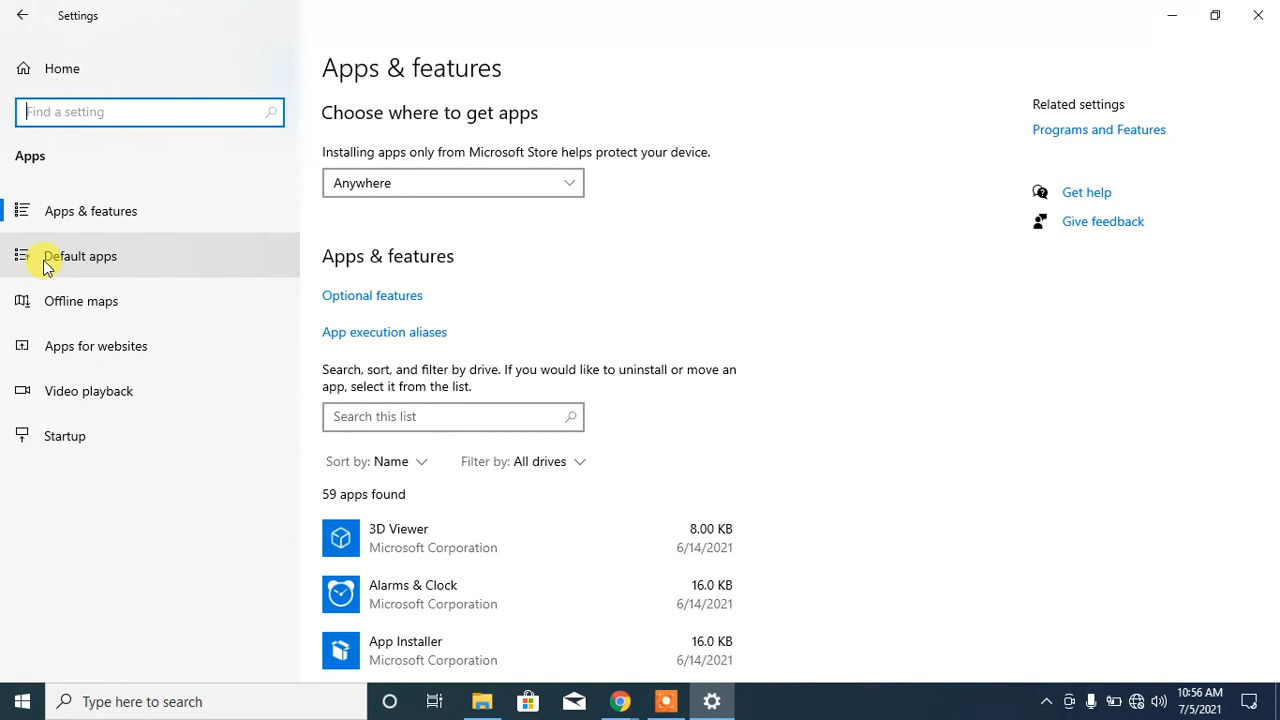 Settings
Home
Find a setting
Apps
Apps & features
Default apps
Offline maps
Apps for websites
Video playback
Startup
Apps & features
Choose where to get apps
Installing apps only from Microsoft Store helps protect your device.
Anywhere
Apps & features
Optional features
App execution aliases
Search, sort, and filter by drive. If you would like to uninstall or move an
app, select it from the list.
Search this list
Sort by: Name
Filter by: All drives
59 apps found
3D Viewer 8.00 KB
Microsoft Corporation 6/14/2021
Alarms & Clock 16.0 KB
Microsoft Corporation 6/14/2021
App Installer 16.0 KB
Microsoft Corporation 6/14/2021
Related settings
Programs and Features
Get help
Give feedback
Type here to search
10:56 AM
7/5/2021